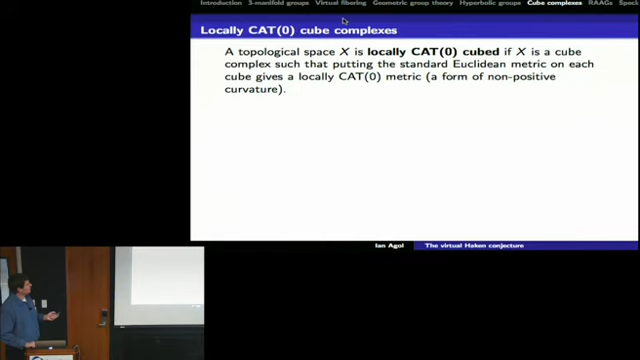 Introduction 3-manifold groups Virtual fibering Geometric group theory Hyperbolic groups Cube complexes RAAGs Speci
Locally CAT(0) cube complexes
A topological space X is locally CAT(0) cubed if X is a cube
complex such that putting the standard Euclidean metric on each
cube gives a locally CAT(0) metric (a form of non-positive
curvature).
Ian Agol The virtual Haken conjecture